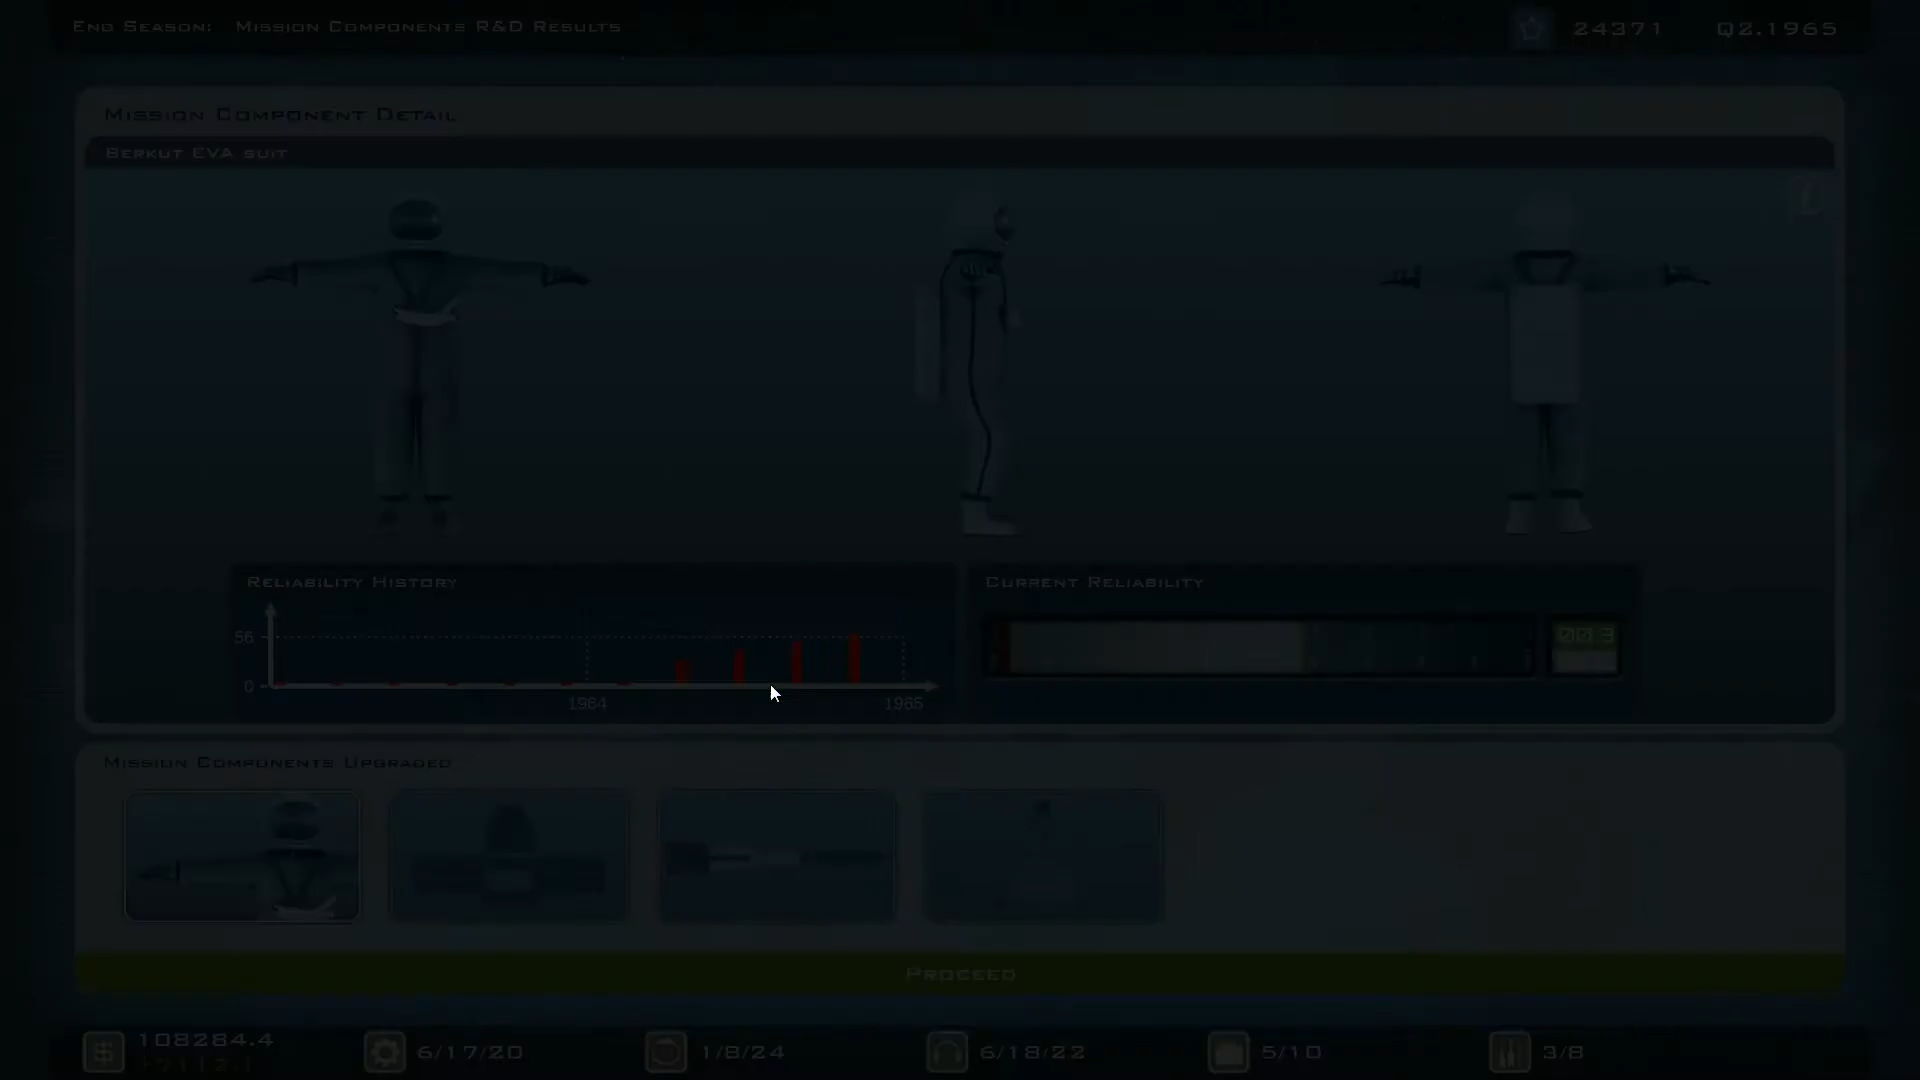 End Season: Mission Components R&D Results
24371
Q2.1965
Mission Component Detail
Berkut EVA suit
Reliability History
56
0
1964
1965
Current Reliability
00.3
Mission Components Upgraded
Proceed
108284.4
6/17/20
1/8/24
6/18/22
5/10
3/8